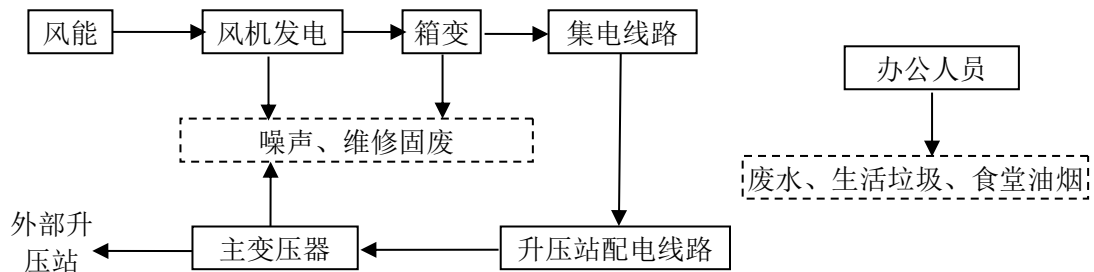 风能
风机发电
箱变
集电线路
办公人员
噪声、维修固废
废水、生活垃圾、食堂油烟
外部升
压站
主变压器
升压站配电线路